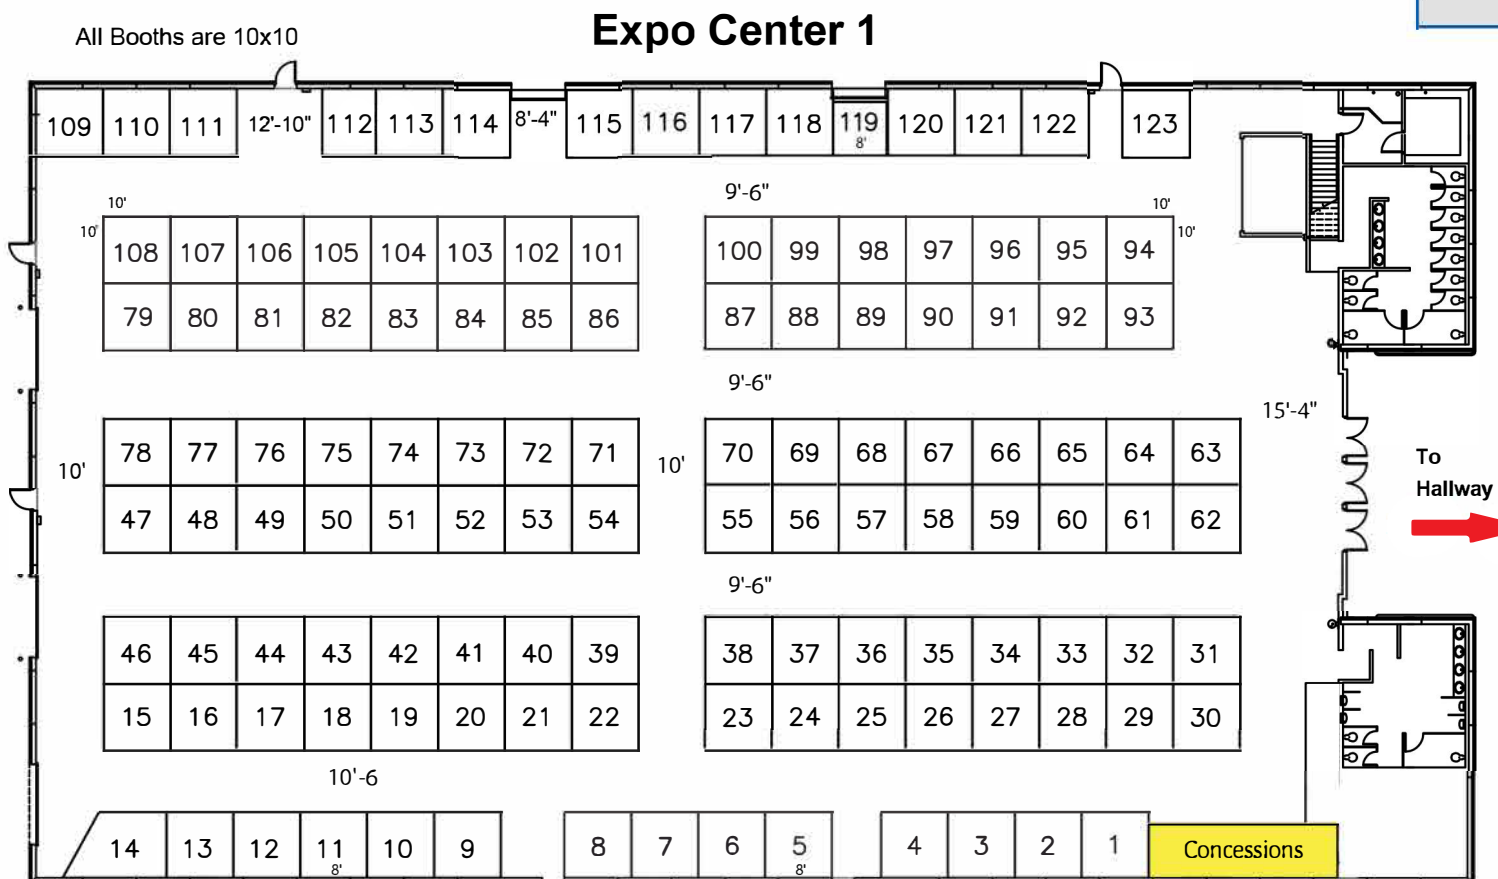 Expo Center 1
All Booths are 10x10
109 110 111 12'-10" 112 113 114 8'-4" 115 116 117 118 119 120 121 122 123
8'
9'-6"
10' 10'
10' 10'
108 107 106 105 104 103 102 101 100 99 98 97 96 95 94
79 80 81 82 83 84 85 86 87 88 89 90 91 92 93
9'-6"
15'-4"
78 77 76 75 74 73 72 71 70 69 68 67 66 65 64 63
10' 10'
To
Hallway
47 48 49 50 51 52 53 54 55 56 57 58 59 60 61 62
9'-6"
46 45 44 43 42 41 40 39 38 37 36 35 34 33 32 31
15 16 17 18 19 20 21 22 23 24 25 26 27 28 29 30
10'-6
14 13 12 11 10 9 8 7 6 5 4 3 2 1 Concessions
8' 8'